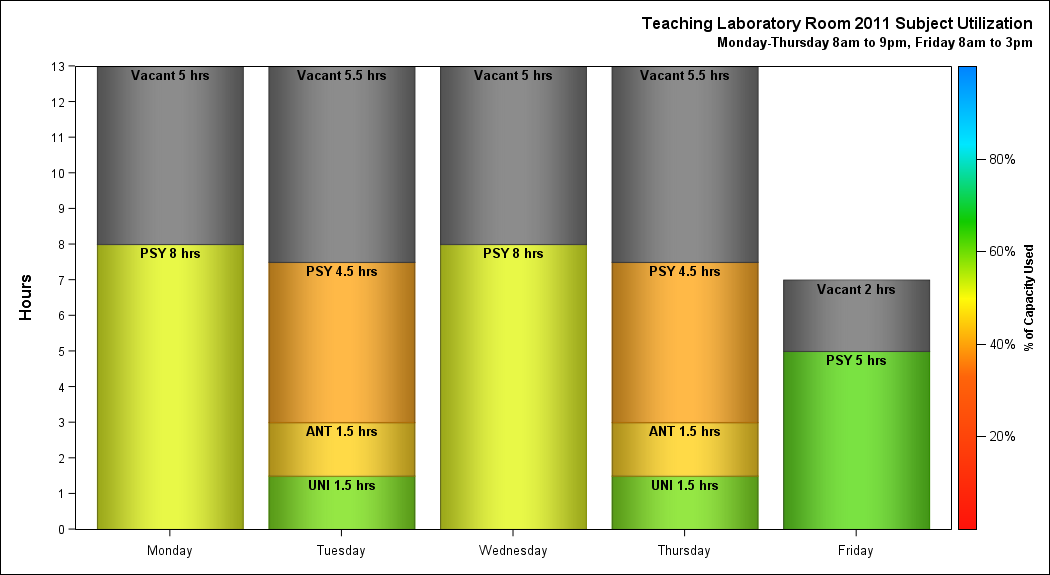 Teaching Laboratory Room 2011 Subject Utilization
Monday-Thursday 8am to 9pm, Friday 8am to 3pm
Hours
13
12
11
10
9
8
7
6
5
4
3
2
1
0
Vacant 5 hrs
PSY 8 hrs
Vacant 5.5 hrs
PSY 4.5 hrs
ANT 1.5 hrs
UNI 1.5 hrs
Vacant 5 hrs
PSY 8 hrs
Vacant 5.5 hrs
PSY 4.5 hrs
ANT 1.5 hrs
UNI 1.5 hrs
Vacant 2 hrs
PSY 5 hrs
Monday
Tuesday
Wednesday
Thursday
Friday
80%
60%
40%
20%
% of Capacity Used